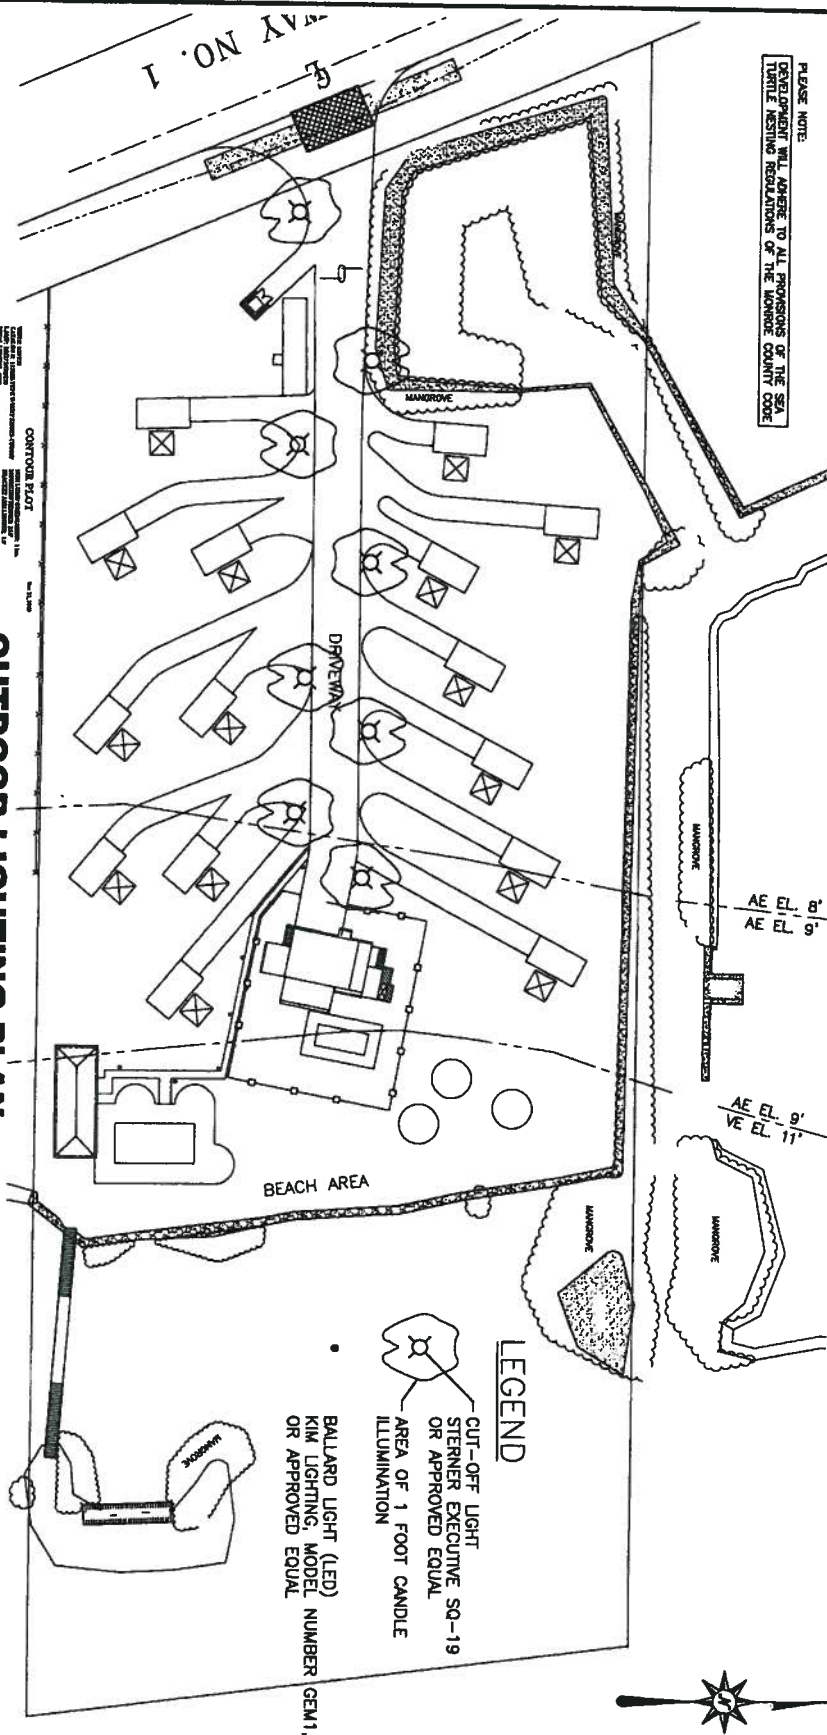 PLEASE NOTE:
DEVELOPMENT WILL ADHERE TO ALL PROVISIONS OF THE SEA
TURTLE NESTING REGULATIONS OF THE MONROE COUNTY CODE
WAY NO. 1
MANGROVE
MANGROVE
DRIVEWAY
MANGROVE
AE EL. 8'
AE EL. 9'
AE EL. 9'
VE EL. 11'
BEACH AREA
MANGROVE
MANGROVE
MANGROVE
CONTOUR PLOT
OUTDOOR LIGHTING PLAN
LEGEND
CUT-OFF LIGHT
STERNER EXECUTIVE SQ-19
OR APPROVED EQUAL
AREA OF 1 FOOT CANDLE
ILLUMINATION
BALLARD LIGHT (LED)
KIM LIGHTING, MODEL NUMBER GEM1,
OR APPROVED EQUAL
N